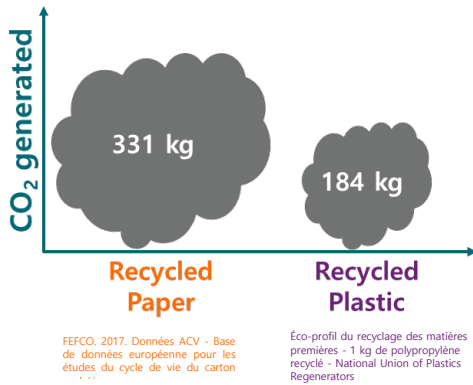 CO₂ generated
331 kg
184 kg
Recycled
Paper
Recycled
Plastic
FEFCO. 2017. Données ACV - Base
de données européenne pour les
études du cycle de vie du carton
Éco-profil du recyclage des matières
premières - 1 kg de polypropylène
recyclé - National Union of Plastics
Regenerators